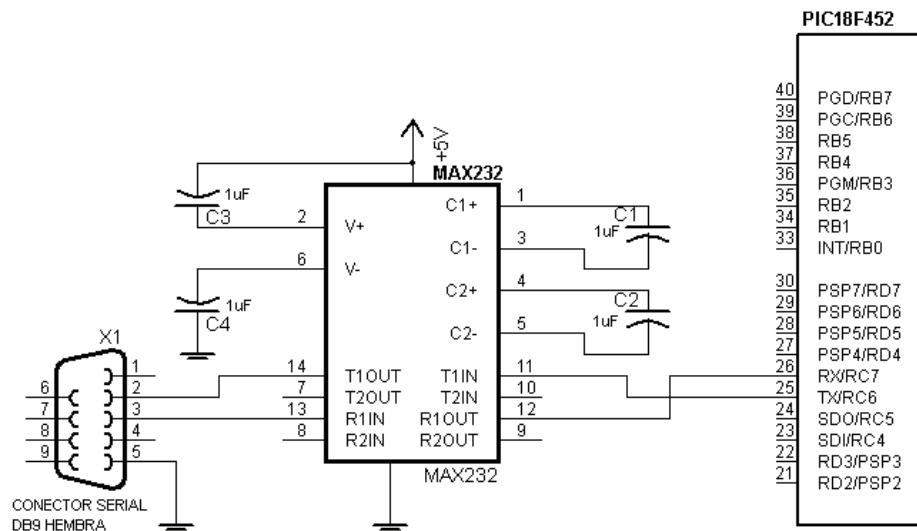 PIC18F452
40 PGD/RB7
39 PGC/RB6
38 RB5
37 RB4
36 PGM/RB3
35 RB2
34 RB1
33 INT/RB0
30 PSP7/RD7
29 PSP6/RD6
28 PSP5/RD5
27 PSP4/RD4
26 RX/RC7
25 TX/RC6
24 SDO/RC5
23 SDI/RC4
22 RD3/PSP3
21 RD2/PSP2
+5V
MAX232
1uF
C3
2 V+
6 V-
1uF
C4
14 T1OUT
7 T2OUT
13 R1IN
8 R2IN
C1+ 1
C1- 3
C2+ 4
C2- 5
T1IN 11
T2IN 10
R1OUT 12
R2OUT 9
C1
1uF
C2
1uF
MAX232
X1
1
6
2
7
3
8
4
9
5
CONECTOR SERIAL
DB9 HEMBRA